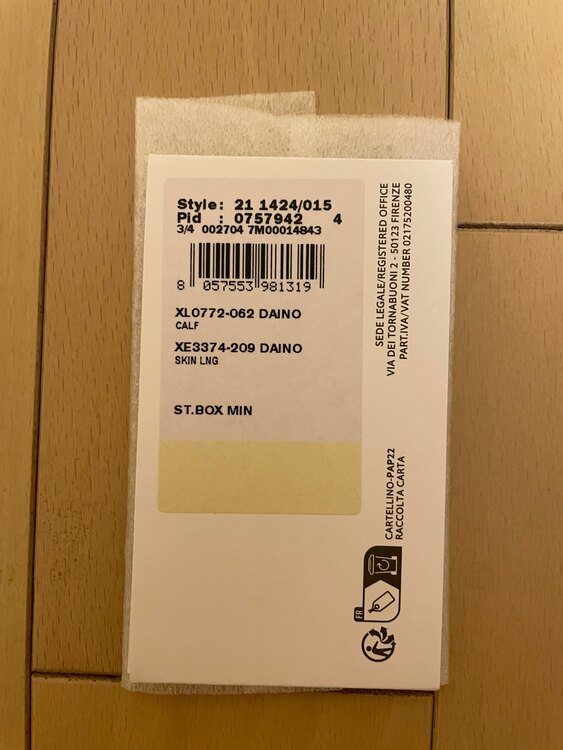 Style: 21 1424/015
Pid : 0757942 4
3/4 002704 7M00014843
8 057553 981319
XL0772-062 DAINO
CALF
XE3374-209 DAINO
SKIN LNG
ST.BOX MIN
SEDE LEGALE/REGISTERED OFFICE
VIA DEI TORNABUONI 2 - 50123 FIRENZE
PART.IVA/VAT NUMBER 02175200480
CARTELLINO-PAP22
RACCOLTA CARTA
FR